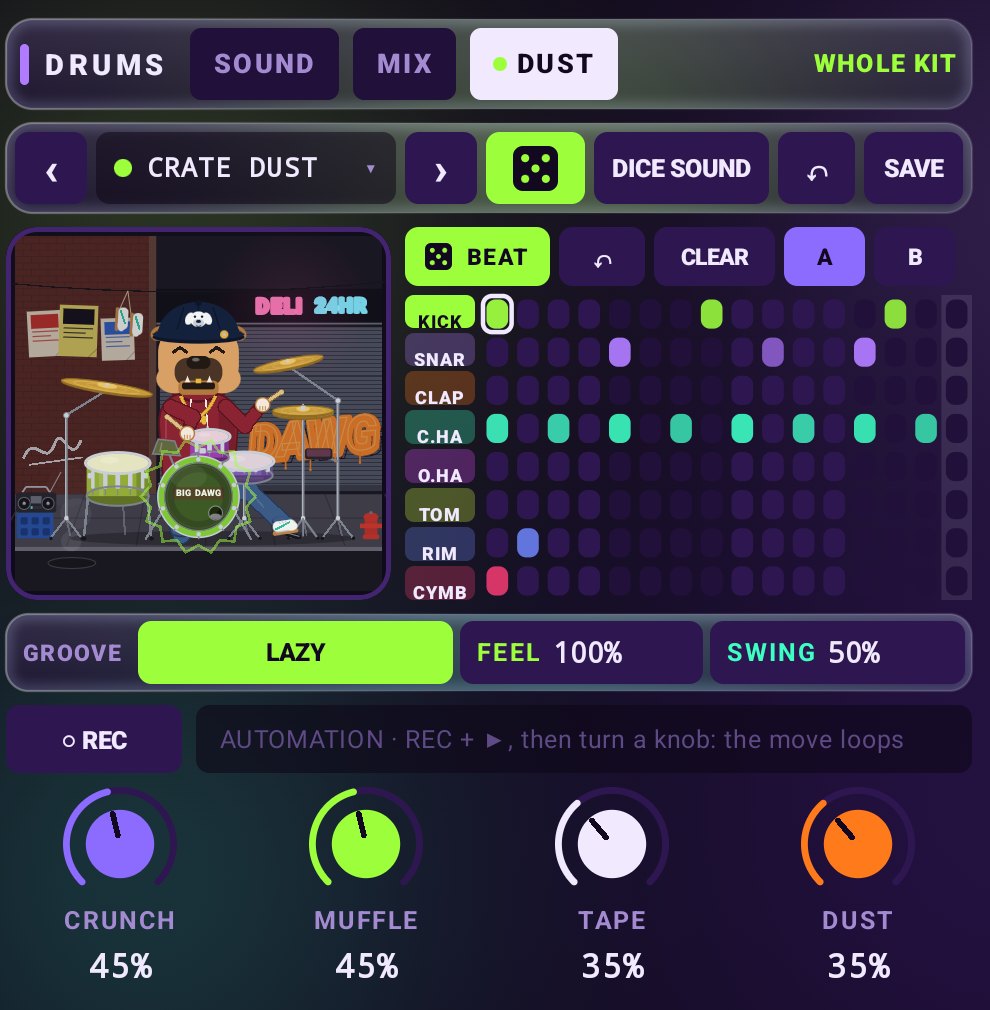 DRUMS SOUND MIX DUST WHOLE KIT
‹ CRATE DUST ▾ › DICE SOUND ↶ SAVE
BEAT ↶ CLEAR A B
DELI 24HR
DAWG
BIG DAWG
KICK
SNAR
CLAP
C.HA
O.HA
TOM
RIM
CYMB
GROOVE LAZY FEEL 100% SWING 50%
○ REC AUTOMATION · REC + ►, then turn a knob: the move loops
CRUNCH MUFFLE TAPE DUST
45% 45% 35% 35%